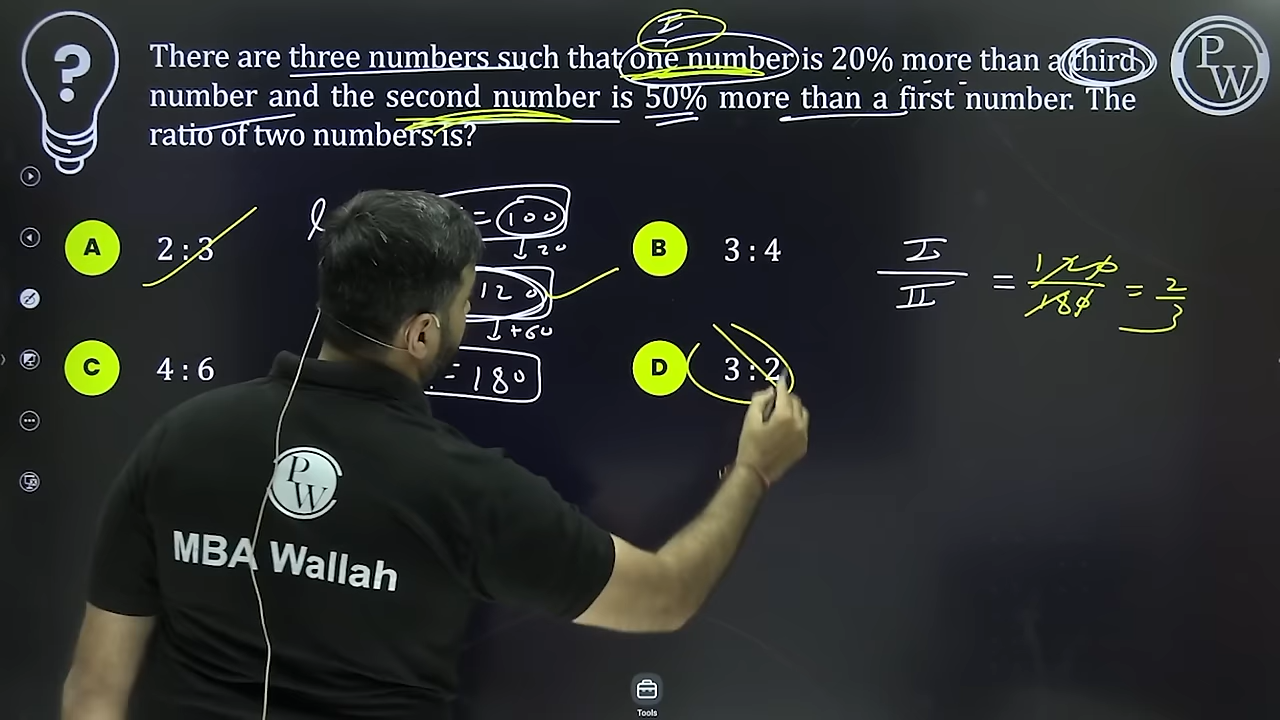 I
There are three numbers such that one number is 20% more than a third
number and the second number is 50% more than a first number. The
ratio of two numbers is?
PW
A 2 : 3
B 3 : 4
C 4 : 6
D 3 : 2
= 100
↓ 20
120
↓ +60
= 180
I
II
= 120
180
= 2
3
PW
MBA Wallah
Tools